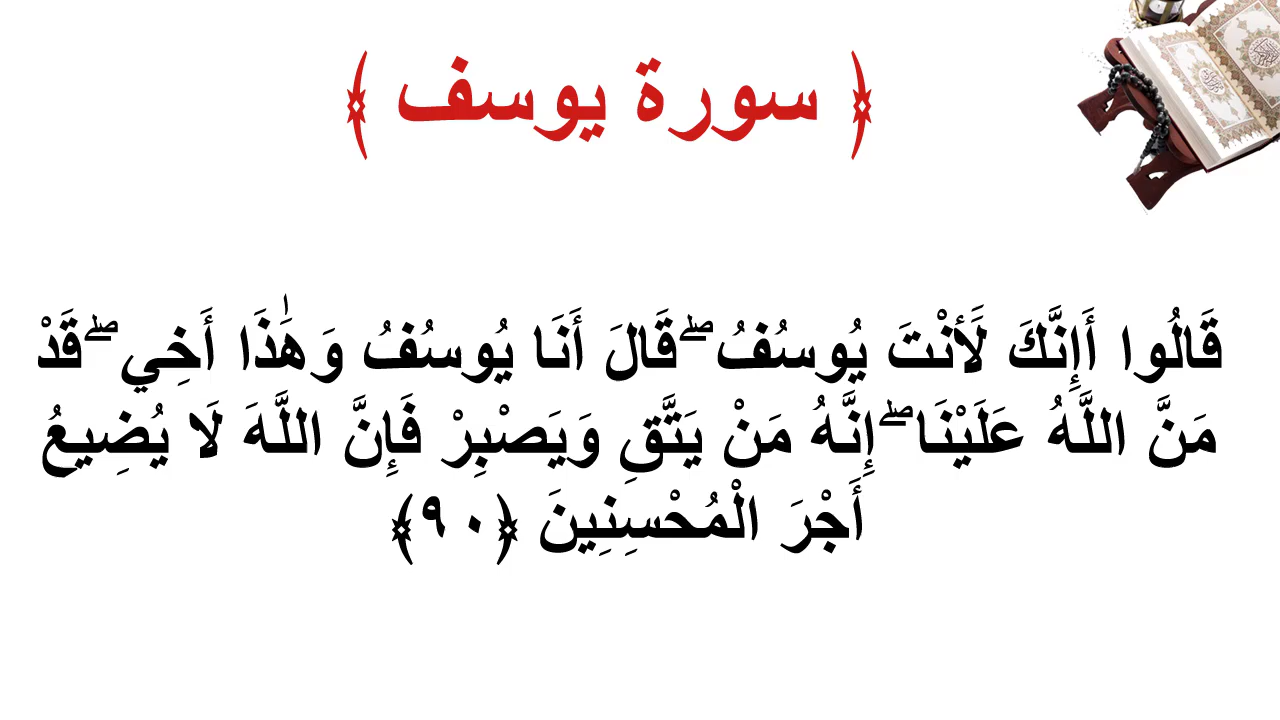 ﴿ سورة يوسف ﴾
قَالُوا أَإِنَّكَ لَأَنْتَ يُوسُفُ ۖ قَالَ أَنَا يُوسُفُ وَهَٰذَا أَخِي ۖ قَدْ
مَنَّ اللَّهُ عَلَيْنَا ۖ إِنَّهُ مَنْ يَتَّقِ وَيَصْبِرْ فَإِنَّ اللَّهَ لَا يُضِيعُ
أَجْرَ الْمُحْسِنِينَ ﴿٩٠﴾